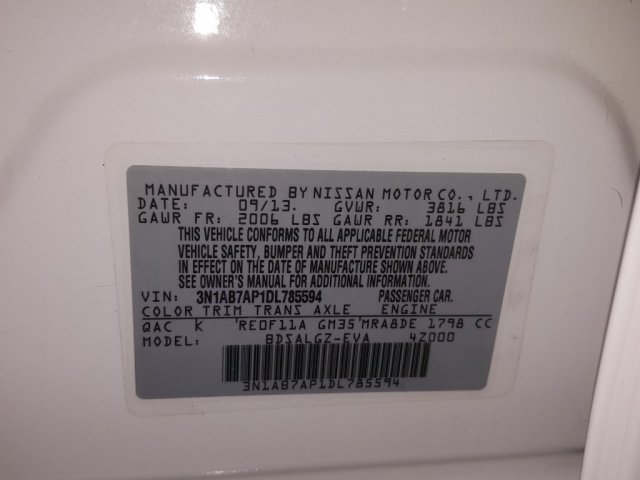 MANUFACTURED BY NISSAN MOTOR CO., LTD.
DATE: 09/13. GVWR: 3816 LBS
GAWR FR: 2006 LBS GAWR RR: 1841 LBS
THIS VEHICLE CONFORMS TO ALL APPLICABLE FEDERAL MOTOR
VEHICLE SAFETY, BUMPER AND THEFT PREVENTION STANDARDS
IN EFFECT ON THE DATE OF MANUFACTURE SHOWN ABOVE.
SEE OWNER'S MANUAL FOR ADDITIONAL INFORMATION.
VIN: 3N1AB7AP1DL785594 PASSENGER CAR.
COLOR TRIM TRANS AXLE ENGINE
QAC K 'RE0F11A GM35'MRA8DE 1798 CC
MODEL: BDSALGZ-EVA 4Z000
3N1AB7AP1DL785594